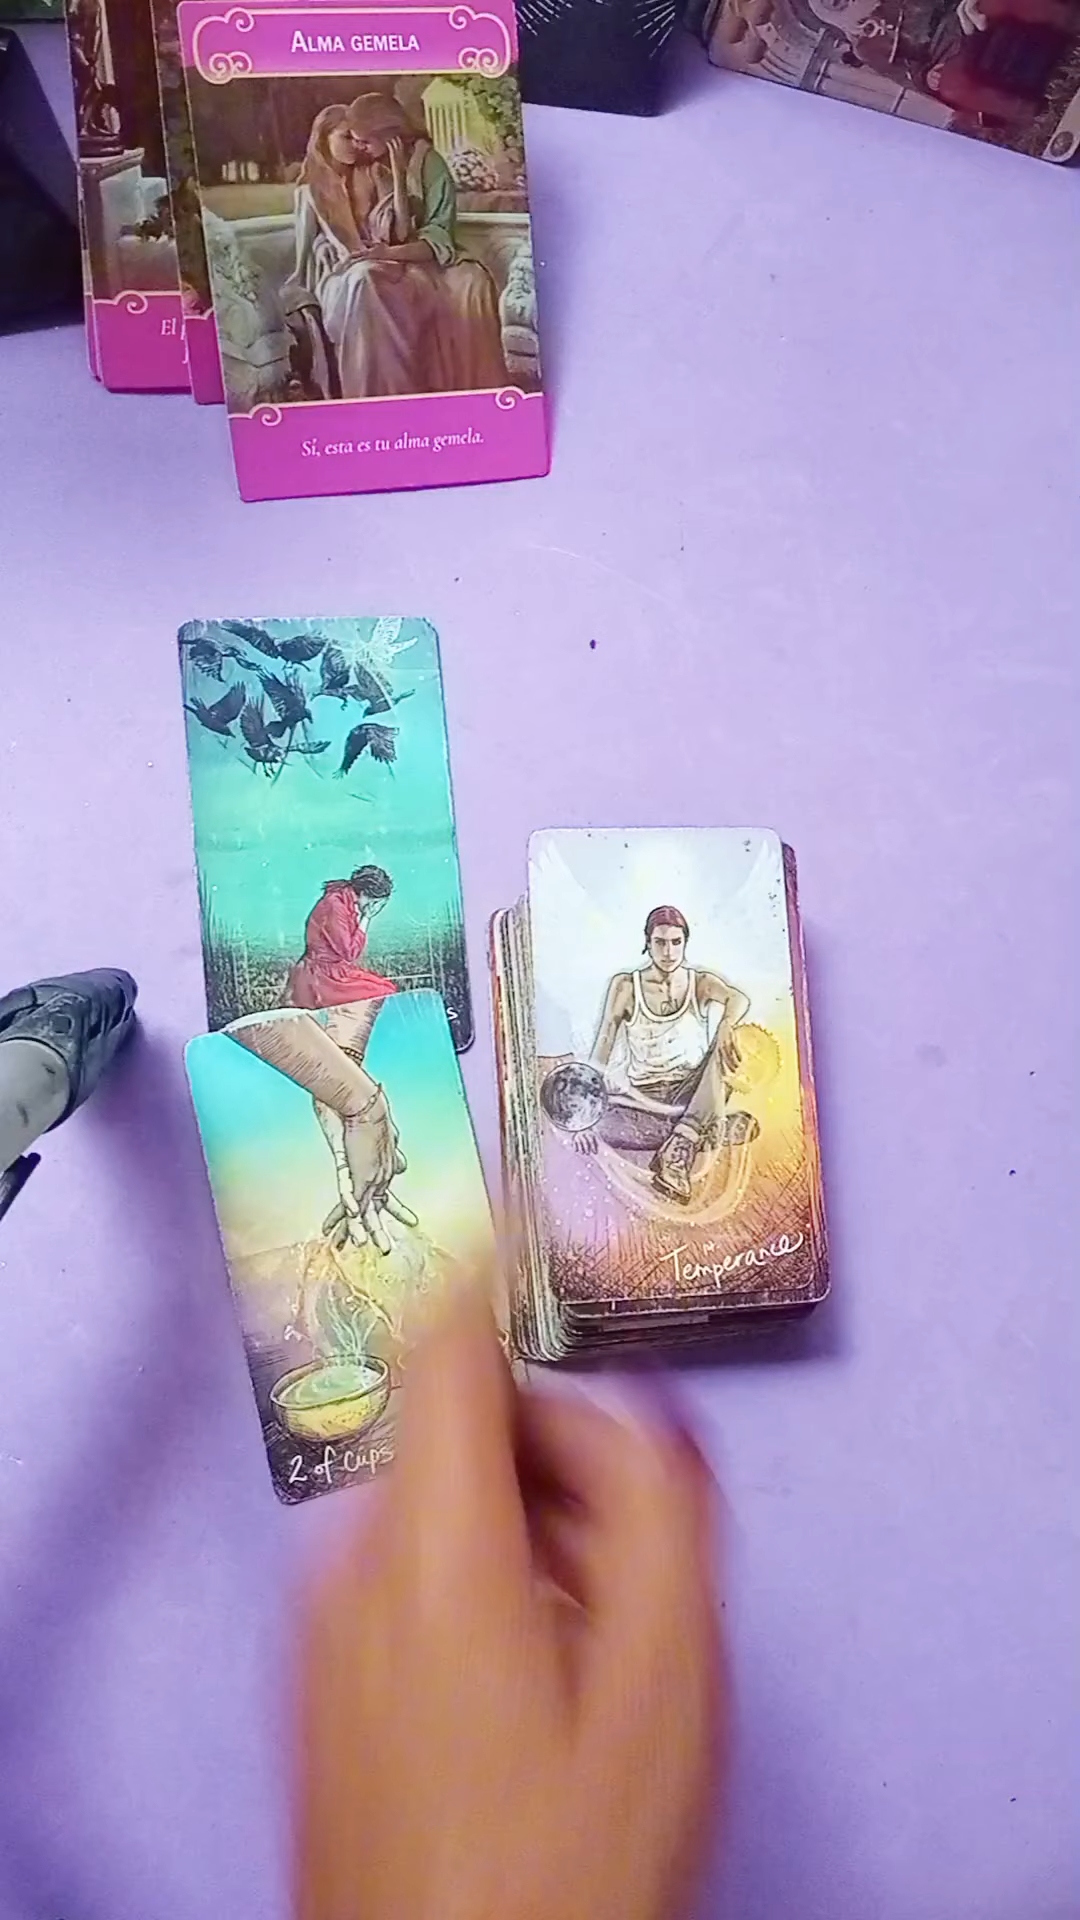 ALMA GEMELA
El
Sí, esta es tu alma gemela.
s
Temperance
2 of cups